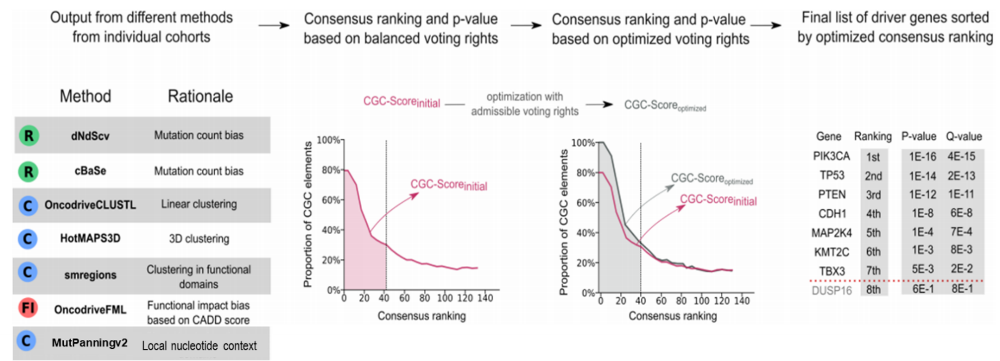 Output from different methods
from individual cohorts
Consensus ranking and p-value
based on balanced voting rights
Consensus ranking and p-value
based on optimized voting rights
Final list of driver genes sorted
by optimized consensus ranking
Method Rationale
R dNdScv Mutation count bias
R cBaSe Mutation count bias
C OncodriveCLUSTL Linear clustering
C HotMAPS3D 3D clustering
C smregions Clustering in functional
domains
FI OncodriveFML Functional impact bias
based on CADD score
C MutPanningv2 Local nucleotide context
CGC-Scoreinitial
optimization with
admissible voting rights
CGC-Scoreoptimized
Proportion of CGC elements
100%
80%
60%
40%
20%
0%
0 20 40 60 80 100 120 140
Consensus ranking
CGC-Scoreinitial
Proportion of CGC elements
100%
80%
60%
40%
20%
0%
0 20 40 60 80 100 130 140
Consensus ranking
CGC-Scoreoptimized
CGC-Scoreinitial
Gene Ranking P-value Q-value
PIK3CA 1st 1E-16 4E-15
TP53 2nd 1E-14 2E-13
PTEN 3rd 1E-12 1E-11
CDH1 4th 1E-8 6E-8
MAP2K4 5th 1E-4 7E-4
KMT2C 6th 1E-3 8E-3
TBX3 7th 5E-3 2E-2
DUSP16 8th 6E-1 8E-1